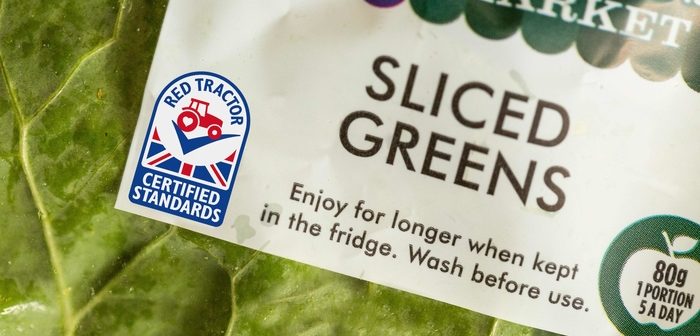 MARKET
SLICED
GREENS
RED TRACTOR
CERTIFIED
STANDARDS
Enjoy for longer when kept
in the fridge. Wash before use.
80g
1 PORTION
5 A DAY